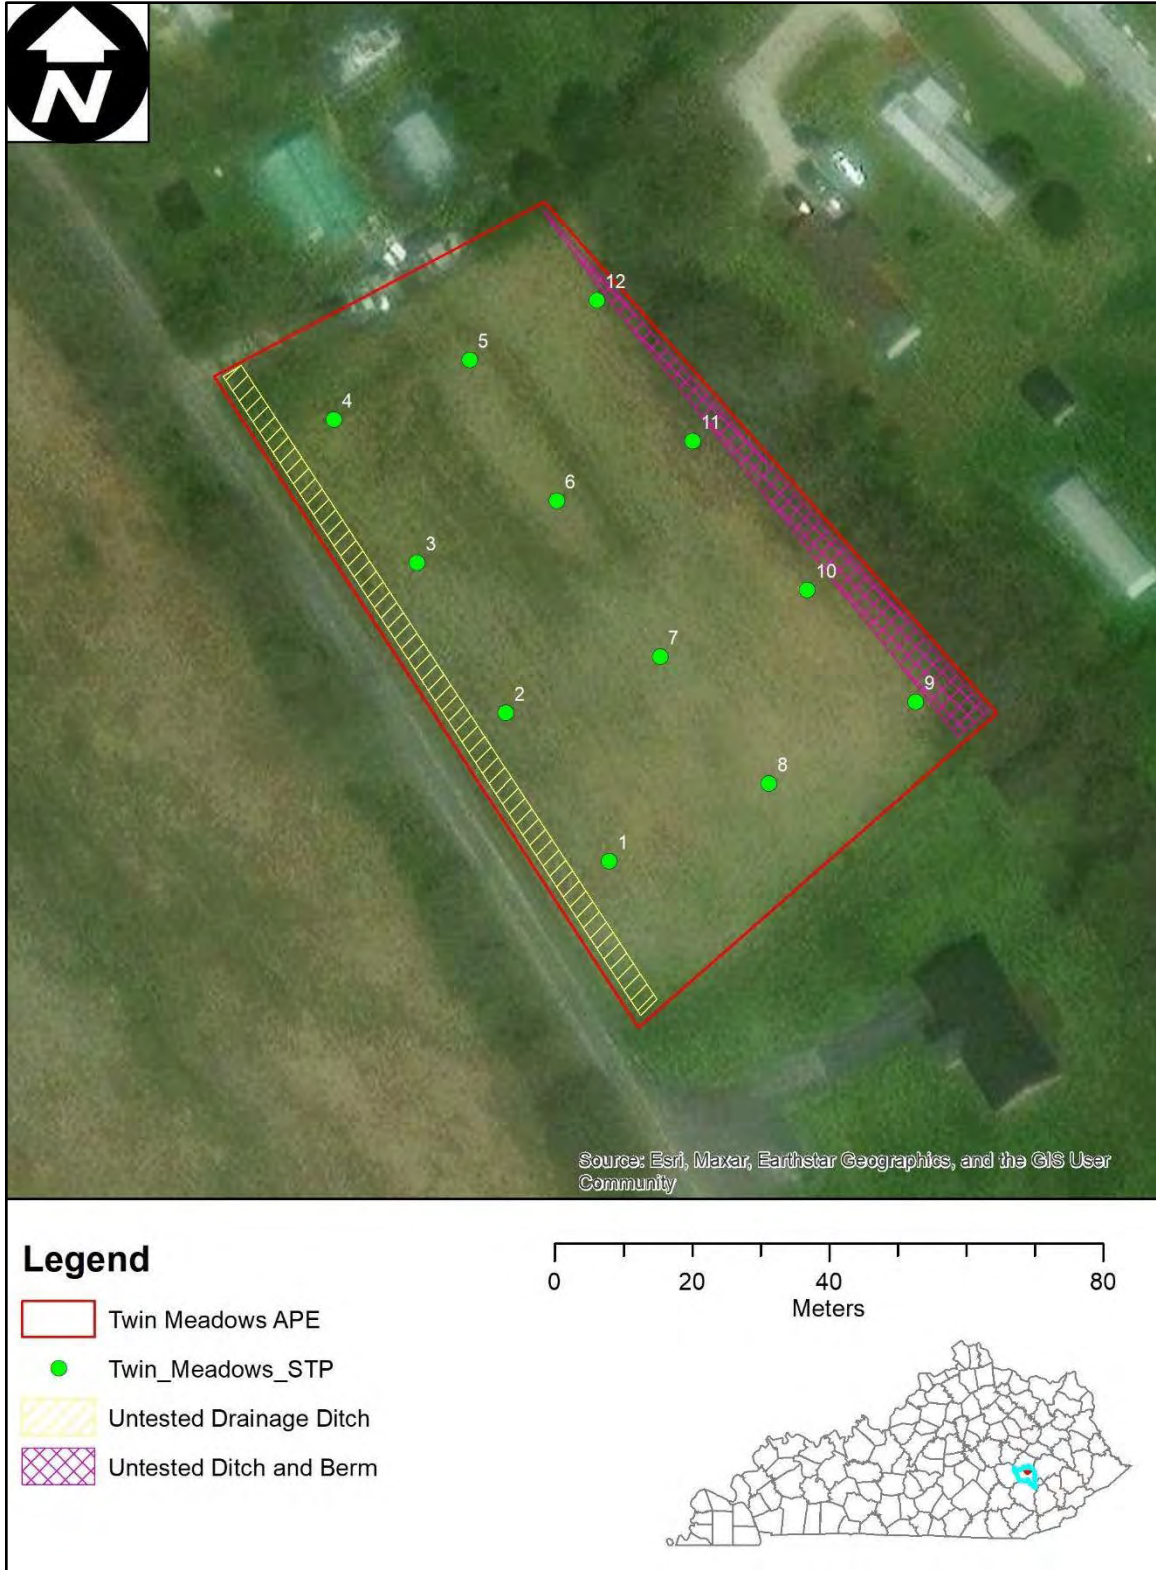 N
12
5
4
11
6
3
10
7
2
9
8
1
Source: Esri, Maxar, Earthstar Geographics, and the GIS User
Community
Legend
Twin Meadows APE
Twin_Meadows_STP
Untested Drainage Ditch
Untested Ditch and Berm
0 20 40 80
Meters